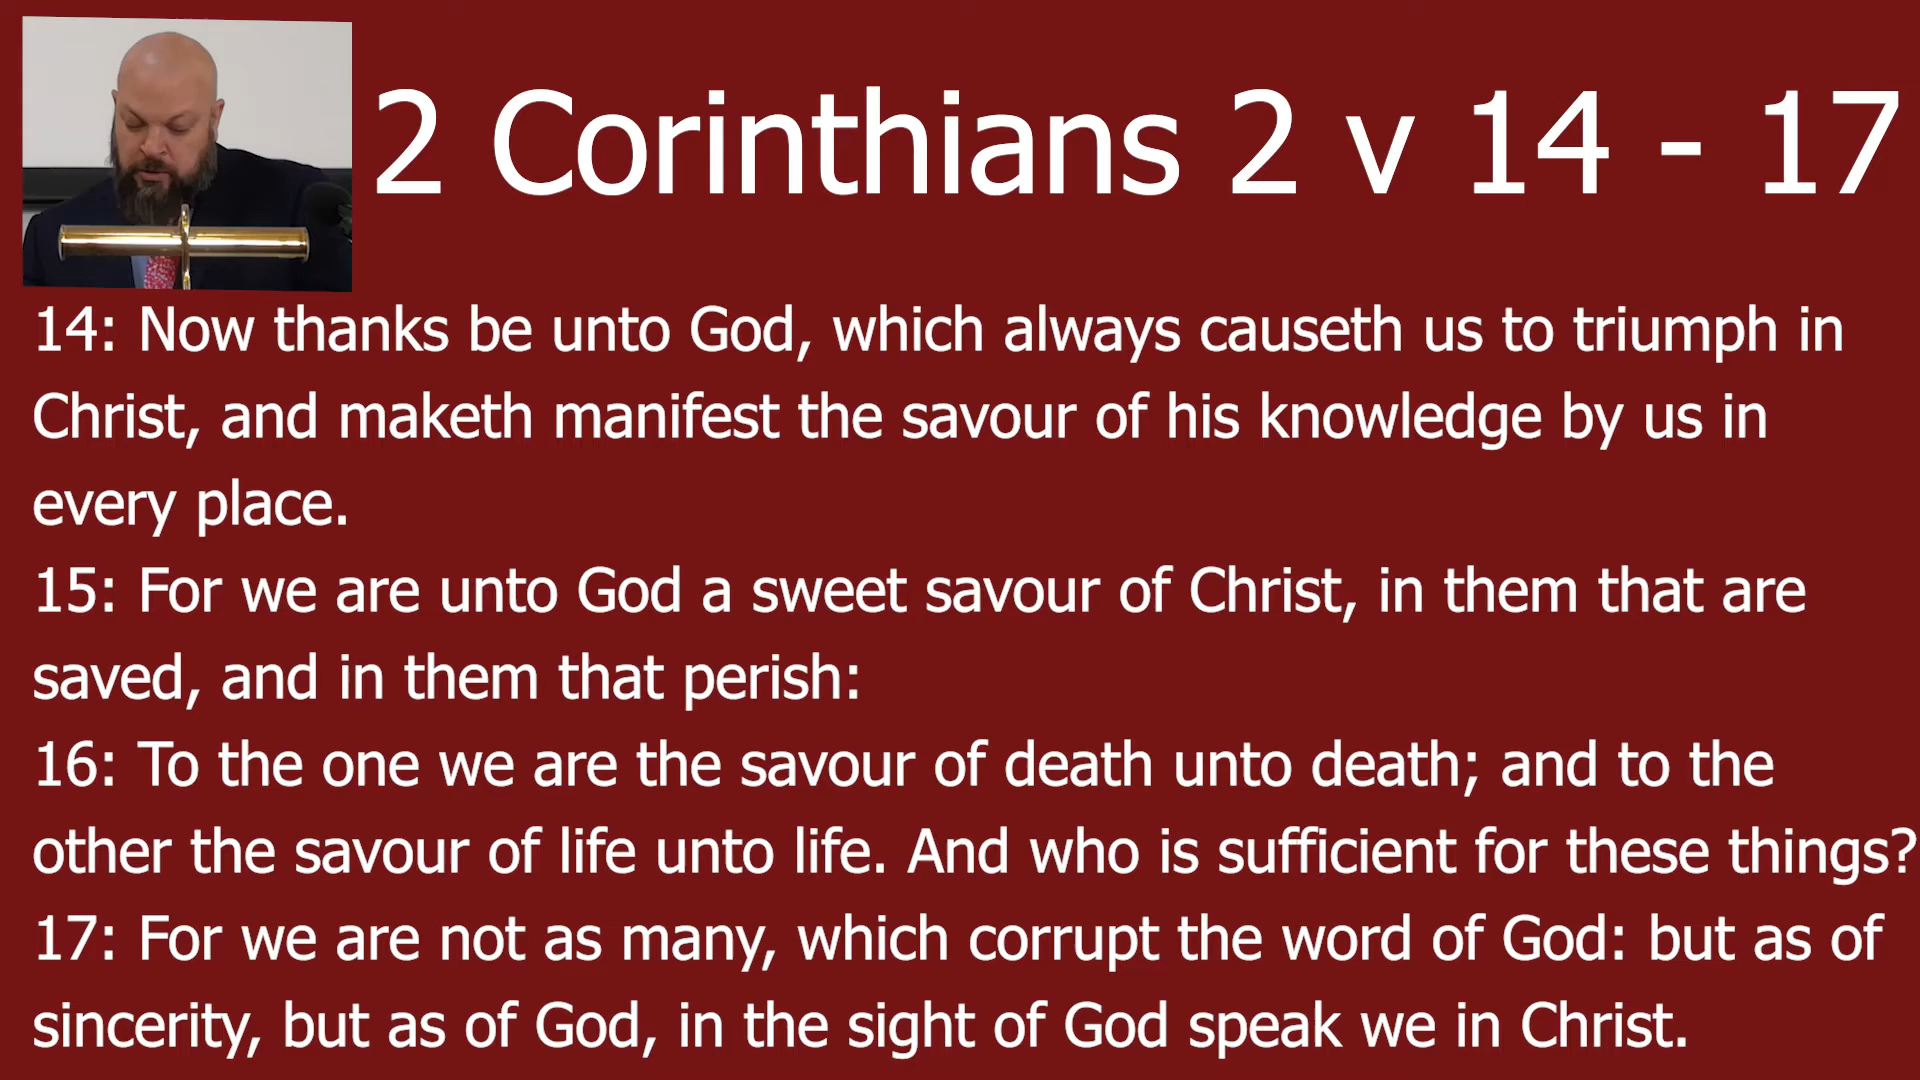 2 Corinthians 2 v 14 - 17
14: Now thanks be unto God, which always causeth us to triumph in
Christ, and maketh manifest the savour of his knowledge by us in
every place.
15: For we are unto God a sweet savour of Christ, in them that are
saved, and in them that perish:
16: To the one we are the savour of death unto death; and to the
other the savour of life unto life. And who is sufficient for these things?
17: For we are not as many, which corrupt the word of God: but as of
sincerity, but as of God, in the sight of God speak we in Christ.